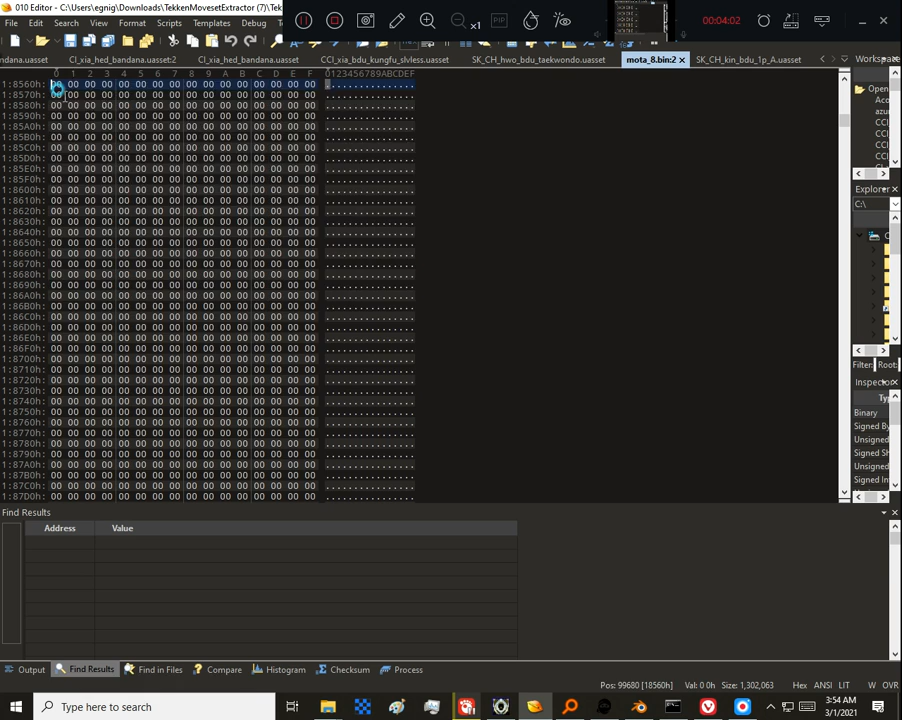 010 Editor - C:\Users\egnig\Downloads\TekkenMovesetExtractor (7)\Tekken
x1
PIP
00:04:02
File Edit Search View Format Scripts Templates Debug
ndana.uasset CI_xia_hed_bandana.uasset:2 CI_xia_hed_bandana.uasset CCI_xia_bdu_kungfu_slvless.uasset SK_CH_hwo_bdu_taekwondo.uasset mota_8.bin:2 SK_CH_kin_bdu_1p_A.uasset Workspace
0 1 2 3 4 5 6 7 8 9 A B C D E F 0123456789ABCDEF
1:8560h: 00 00 00 00 00 00 00 00 00 00 00 00 00 00 00 00 ................
1:8570h: 00 00 00 00 00 00 00 00 00 00 00 00 00 00 00 00 ................
1:8580h: 00 00 00 00 00 00 00 00 00 00 00 00 00 00 00 00 ................
1:8590h: 00 00 00 00 00 00 00 00 00 00 00 00 00 00 00 00 ................
1:85A0h: 00 00 00 00 00 00 00 00 00 00 00 00 00 00 00 00 ................
1:85B0h: 00 00 00 00 00 00 00 00 00 00 00 00 00 00 00 00 ................
1:85C0h: 00 00 00 00 00 00 00 00 00 00 00 00 00 00 00 00 ................
1:85D0h: 00 00 00 00 00 00 00 00 00 00 00 00 00 00 00 00 ................
1:85E0h: 00 00 00 00 00 00 00 00 00 00 00 00 00 00 00 00 ................
1:85F0h: 00 00 00 00 00 00 00 00 00 00 00 00 00 00 00 00 ................
1:8600h: 00 00 00 00 00 00 00 00 00 00 00 00 00 00 00 00 ................
1:8610h: 00 00 00 00 00 00 00 00 00 00 00 00 00 00 00 00 ................
1:8620h: 00 00 00 00 00 00 00 00 00 00 00 00 00 00 00 00 ................
1:8630h: 00 00 00 00 00 00 00 00 00 00 00 00 00 00 00 00 ................
1:8640h: 00 00 00 00 00 00 00 00 00 00 00 00 00 00 00 00 ................
1:8650h: 00 00 00 00 00 00 00 00 00 00 00 00 00 00 00 00 ................
1:8660h: 00 00 00 00 00 00 00 00 00 00 00 00 00 00 00 00 ................
1:8670h: 00 00 00 00 00 00 00 00 00 00 00 00 00 00 00 00 ................
1:8680h: 00 00 00 00 00 00 00 00 00 00 00 00 00 00 00 00 ................
1:8690h: 00 00 00 00 00 00 00 00 00 00 00 00 00 00 00 00 ................
1:86A0h: 00 00 00 00 00 00 00 00 00 00 00 00 00 00 00 00 ................
1:86B0h: 00 00 00 00 00 00 00 00 00 00 00 00 00 00 00 00 ................
1:86C0h: 00 00 00 00 00 00 00 00 00 00 00 00 00 00 00 00 ................
1:86D0h: 00 00 00 00 00 00 00 00 00 00 00 00 00 00 00 00 ................
1:86E0h: 00 00 00 00 00 00 00 00 00 00 00 00 00 00 00 00 ................
1:86F0h: 00 00 00 00 00 00 00 00 00 00 00 00 00 00 00 00 ................
1:8700h: 00 00 00 00 00 00 00 00 00 00 00 00 00 00 00 00 ................
1:8710h: 00 00 00 00 00 00 00 00 00 00 00 00 00 00 00 00 ................
1:8720h: 00 00 00 00 00 00 00 00 00 00 00 00 00 00 00 00 ................
1:8730h: 00 00 00 00 00 00 00 00 00 00 00 00 00 00 00 00 ................
1:8740h: 00 00 00 00 00 00 00 00 00 00 00 00 00 00 00 00 ................
1:8750h: 00 00 00 00 00 00 00 00 00 00 00 00 00 00 00 00 ................
1:8760h: 00 00 00 00 00 00 00 00 00 00 00 00 00 00 00 00 ................
1:8770h: 00 00 00 00 00 00 00 00 00 00 00 00 00 00 00 00 ................
1:8780h: 00 00 00 00 00 00 00 00 00 00 00 00 00 00 00 00 ................
1:8790h: 00 00 00 00 00 00 00 00 00 00 00 00 00 00 00 00 ................
1:87A0h: 00 00 00 00 00 00 00 00 00 00 00 00 00 00 00 00 ................
1:87B0h: 00 00 00 00 00 00 00 00 00 00 00 00 00 00 00 00 ................
1:87C0h: 00 00 00 00 00 00 00 00 00 00 00 00 00 00 00 00 ................
1:87D0h: 00 00 00 00 00 00 00 00 00 00 00 00 00 00 00 00 ................
Open
Aco
azu
CCI
CCI
CCI
CCI
Explorer
C:\
Filter: Root:
Inspector
Ty
Binary
Signed By
Unsigned
Signed Sh
Unsigned
Signed In
Find Results
Address Value
Output Find Results Find in Files Compare Histogram Checksum Process
Pos: 99680 [18560h] Val: 0 0h Size: 1,302,063 Hex ANSI LIT W OVR
Type here to search
3:54 AM
3/1/2021